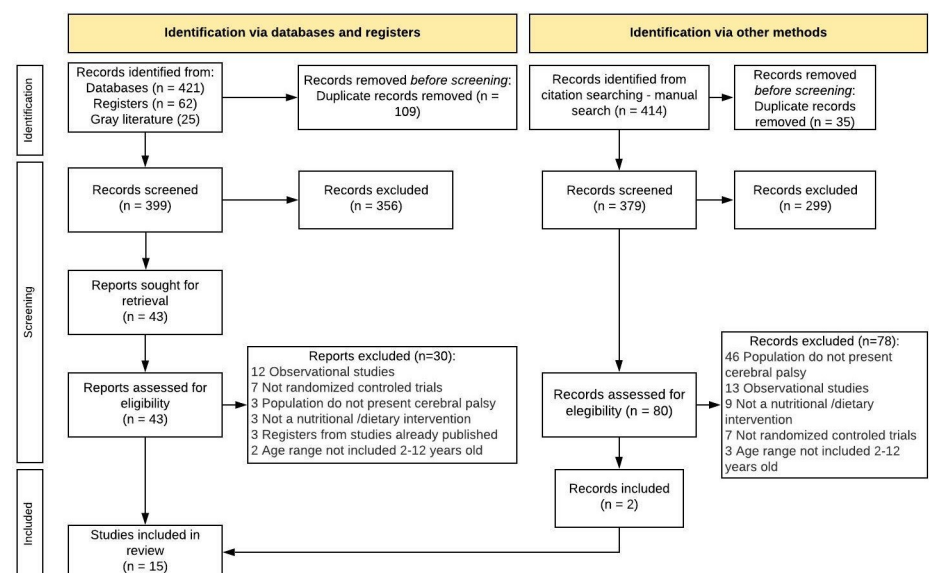 Identification via databases and registers
Identification via other methods
Identification
Records identified from:
Databases (n = 421)
Registers (n = 62)
Gray literature (25)
Records removed before screening:
Duplicate records removed (n =
109)
Records identified from
citation searching - manual
search (n = 414)
Records removed
before screening:
Duplicate records
removed (n = 35)
Screening
Records screened
(n = 399)
Records excluded
(n = 356)
Records screened
(n = 379)
Records excluded
(n = 299)
Reports sought for
retrieval
(n = 43)
Reports assessed for
eligibility
(n = 43)
Reports excluded (n=30):
12 Observational studies
7 Not randomized controled trials
3 Population do not present cerebral palsy
3 Not a nutritional /dietary intervention
3 Registers from studies already published
2 Age range not included 2-12 years old
Records assessed for
elegibility (n = 80)
Records excluded (n=78):
46 Population do not present
cerebral palsy
13 Observational studies
9 Not a nutritional /dietary
intervention
7 Not randomized controled trials
3 Age range not included 2-12
years old
Included
Records included
(n = 2)
Studies included in
review
(n = 15)